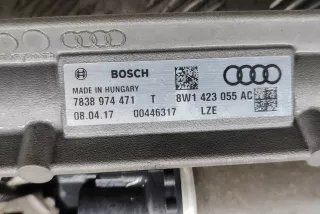 BOSCH
MADE IN HUNGARY
7838 974 471 T 8W1 423 055 AC
08.04.17 00446317 LZE